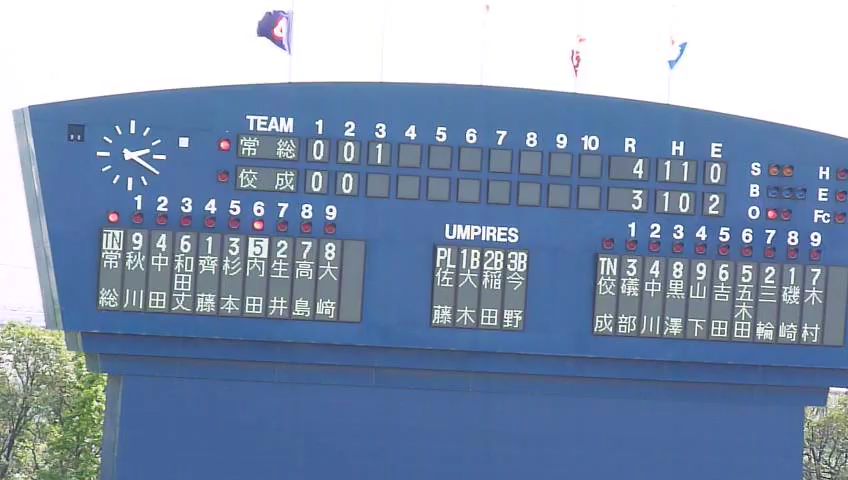 TEAM 1 2 3 4 5 6 7 8 9 10 R H E
常総 0 0 1 4 11 0
佼成 0 0 3 10 2
S H
B E
O Fc
1 2 3 4 5 6 7 8 9
UMPIRES
1 2 3 4 5 6 7 8 9
TN 9 4 6 1 3 5 2 7 8
常総 秋川 中田 和田丈 齊藤 杉本 内田 生井 高島 大﨑
PL 1B 2B 3B
佐藤 大木 稲田 今野
TN 3 4 8 9 6 5 2 1 7
佼成 礒部 中川 黒澤 山下 吉田 五木田 三輪 磯崎 木村